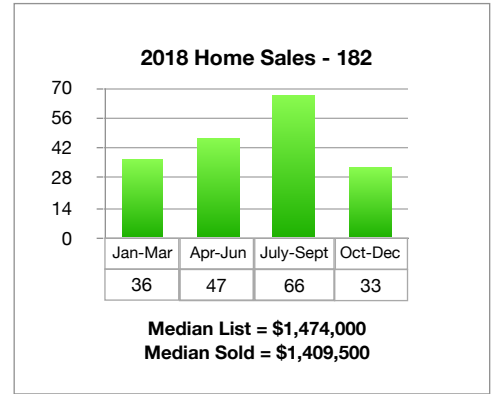 2018 Home Sales - 182
70
56
42
28
14
0
Jan-Mar Apr-Jun July-Sept Oct-Dec
36 47 66 33
Median List = $1,474,000
Median Sold = $1,409,500